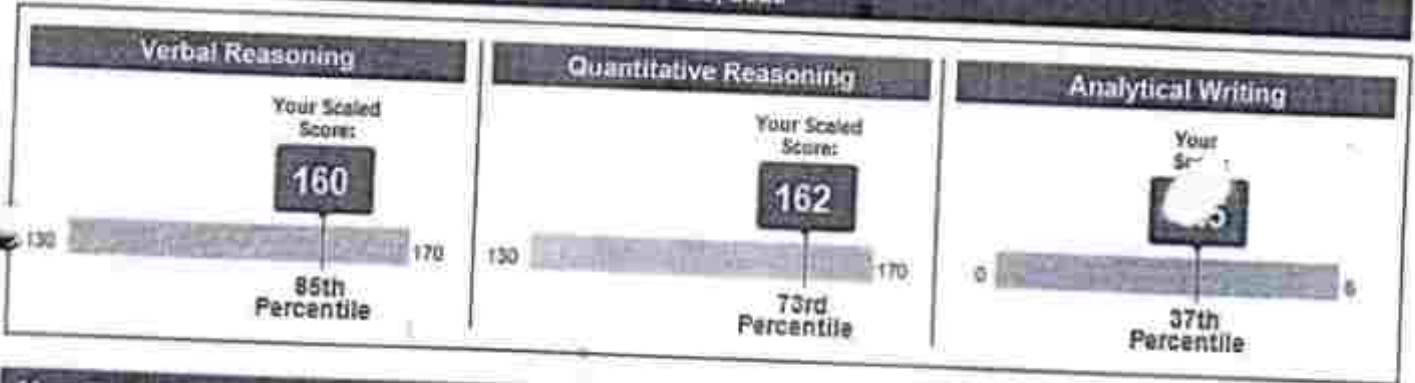 Verbal Reasoning
Your Scaled
Score:
160
130
170
85th
Percentile
Quantitative Reasoning
Your Scaled
Score:
162
130
170
73rd
Percentile
Analytical Writing
Your
0
6
37th
Percentile